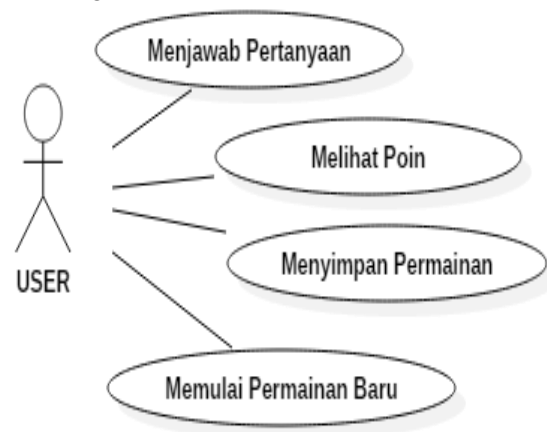 Menjawab Pertanyaan
Melihat Poin
Menyimpan Permainan
USER
Memulai Permainan Baru